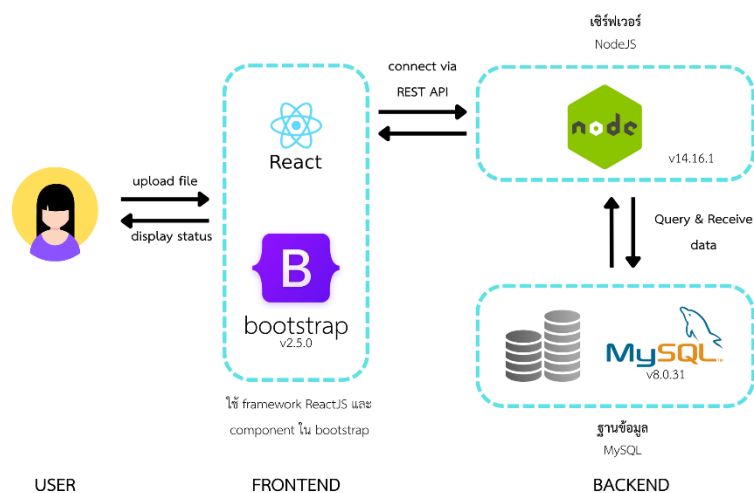 เซิร์ฟเวอร์
NodeJS
connect via
REST API
node
v14.16.1
React
upload file
display status
Query & Receive
data
B
bootstrap
v2.5.0
MySQL
v8.0.31
ใช้ framework ReactJS และ
component ใน bootstrap
ฐานข้อมูล
MySQL
USER
FRONTEND
BACKEND